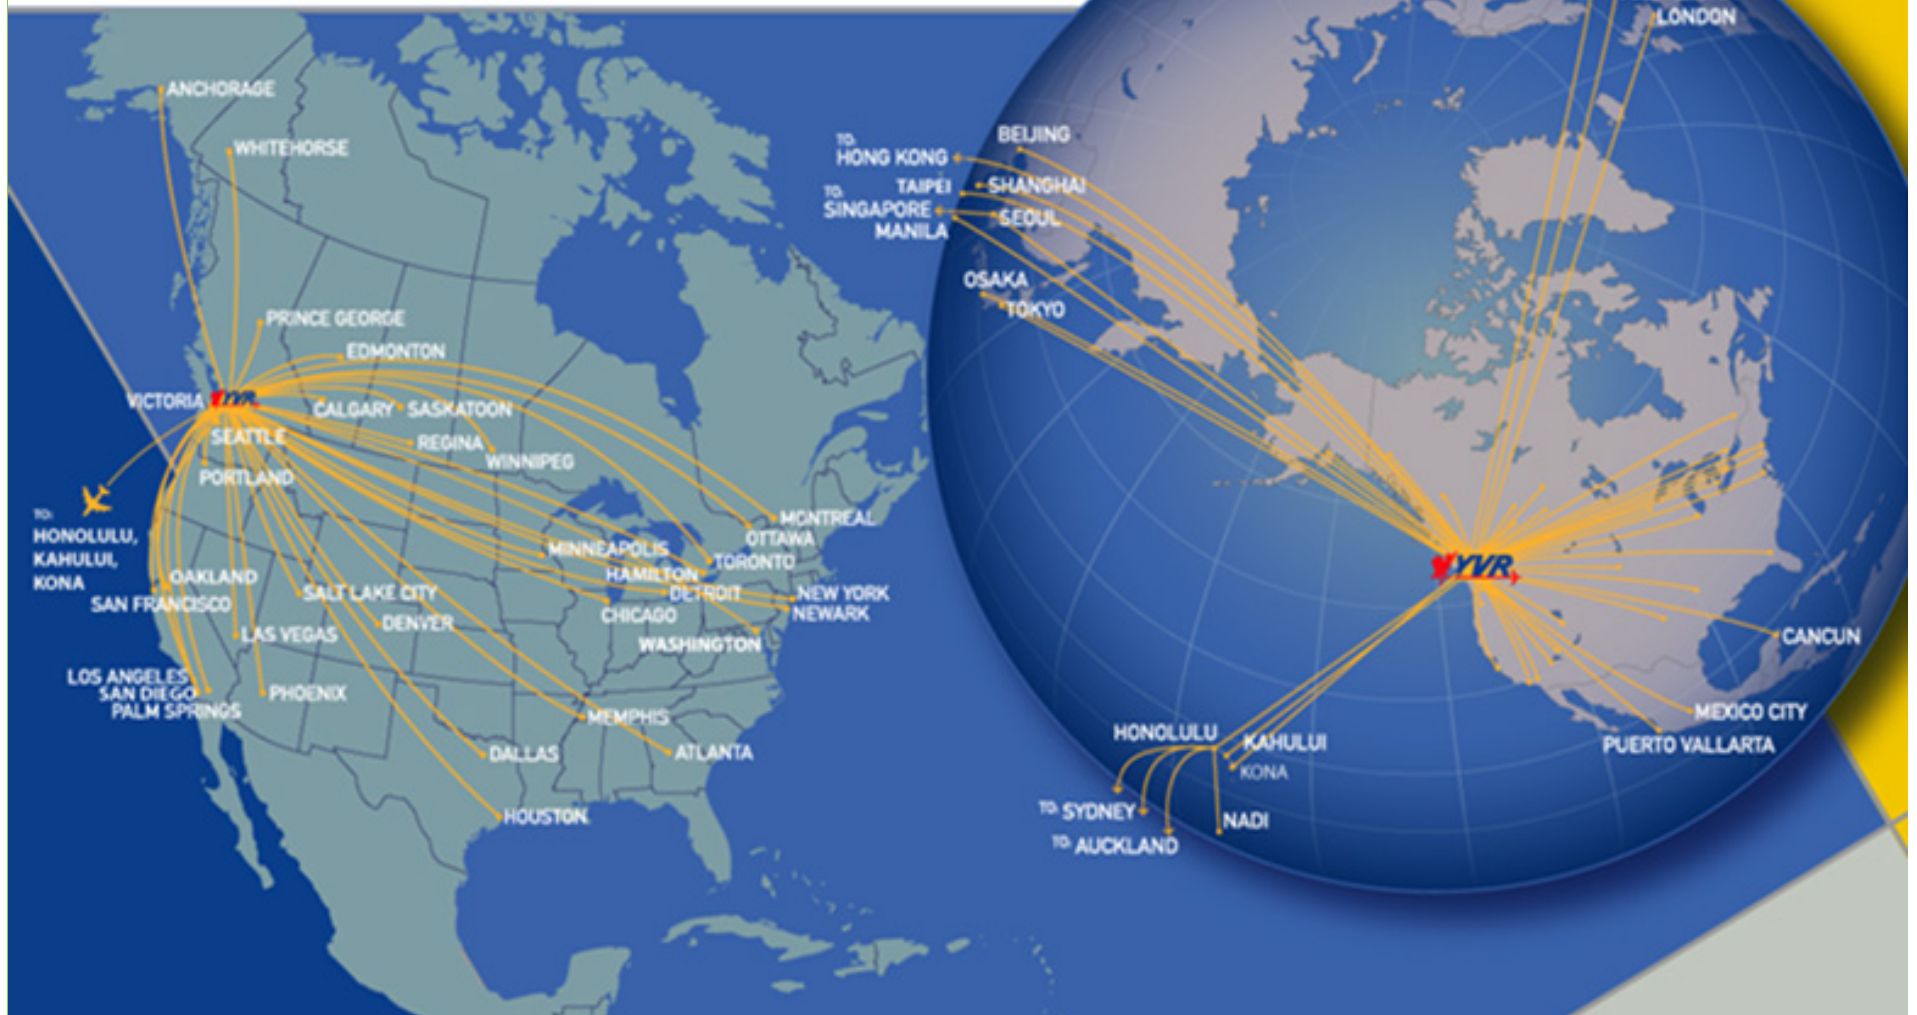 ANCHORAGE
WHITEHORSE
PRINCE GEORGE
EDMONTON
VICTORIA
YVR
CALGARY
SASKATOON
SEATTLE
REGINA
WINNIPEG
PORTLAND
TO:
HONOLULU,
KAHULUI,
KONA
MONTREAL
OTTAWA
MINNEAPOLIS
TORONTO
HAMILTON
OAKLAND
SAN FRANCISCO
SALT LAKE CITY
DETROIT
NEW YORK
NEWARK
CHICAGO
DENVER
LAS VEGAS
WASHINGTON
LOS ANGELES
SAN DIEGO
PALM SPRINGS
PHOENIX
MEMPHIS
DALLAS
ATLANTA
HOUSTON
LONDON
BEIJING
TO:
HONG KONG
TAIPEI
SHANGHAI
TO:
SINGAPORE
SEOUL
MANILA
OSAKA
TOKYO
YVR
CANCUN
MEXICO CITY
PUERTO VALLARTA
HONOLULU
KAHULUI
KONA
TO: SYDNEY
NADI
TO: AUCKLAND